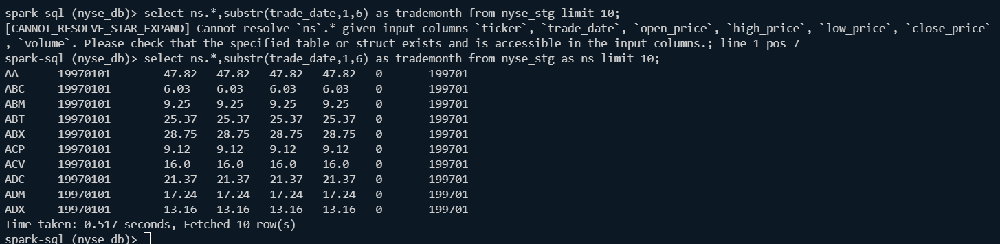 spark-sql (nyse_db)> select ns.*,substr(trade_date,1,6) as trademonth from nyse_stg limit 10;
[CANNOT_RESOLVE_STAR_EXPAND] Cannot resolve `ns`.* given input columns `ticker`, `trade_date`, `open_price`, `high_price`, `low_price`, `close_price`
, `volume`. Please check that the specified table or struct exists and is accessible in the input columns.; line 1 pos 7
spark-sql (nyse_db)> select ns.*,substr(trade_date,1,6) as trademonth from nyse_stg as ns limit 10;
AA 19970101 47.82 47.82 47.82 47.82 0 199701
ABC 19970101 6.03 6.03 6.03 6.03 0 199701
ABM 19970101 9.25 9.25 9.25 9.25 0 199701
ABT 19970101 25.37 25.37 25.37 25.37 0 199701
ABX 19970101 28.75 28.75 28.75 28.75 0 199701
ACP 19970101 9.12 9.12 9.12 9.12 0 199701
ACV 19970101 16.0 16.0 16.0 16.0 0 199701
ADC 19970101 21.37 21.37 21.37 21.37 0 199701
ADM 19970101 17.24 17.24 17.24 17.24 0 199701
ADX 19970101 13.16 13.16 13.16 13.16 0 199701
Time taken: 0.517 seconds, Fetched 10 row(s)
spark-sql (nyse_db)>